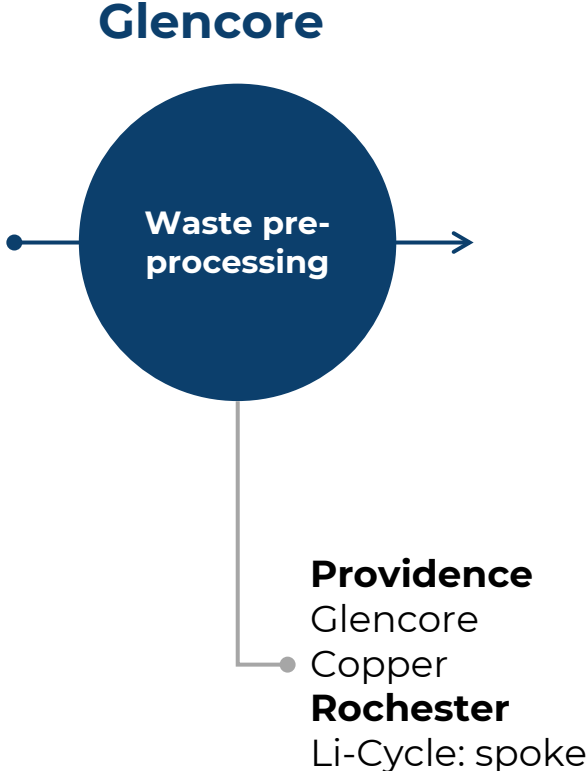 Glencore
Waste pre-
processing
Providence
Glencore
Copper
Rochester
Li-Cycle: spoke